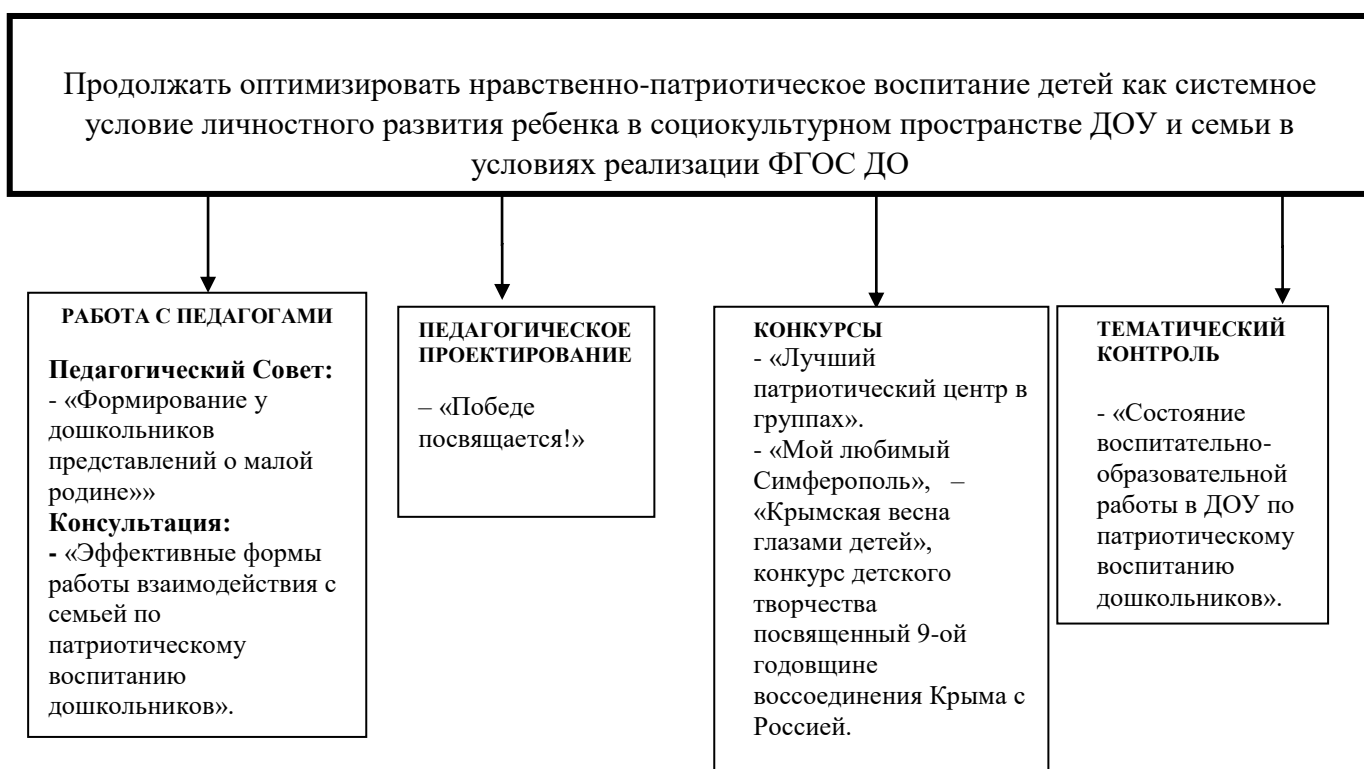 Продолжать оптимизировать нравственно-патриотическое воспитание детей как системное
условие личностного развития ребенка в социокультурном пространстве ДОУ и семьи в
условиях реализации ФГОС ДО
РАБОТА С ПЕДАГОГАМИ
Педагогический Совет:
- «Формирование у
дошкольников
представлений о малой
родине»»
Консультация:
- «Эффективные формы
работы взаимодействия с
семьей по
патриотическому
воспитанию
дошкольников».
ПЕДАГОГИЧЕСКОЕ
ПРОЕКТИРОВАНИЕ
– «Победе
посвящается!»
КОНКУРСЫ
- «Лучший
патриотический центр в
группах».
- «Мой любимый
Симферополь», –
«Крымская весна
глазами детей»,
конкурс детского
творчества
посвященный 9-ой
годовщине
воссоединения Крыма с
Россией.
ТЕМАТИЧЕСКИЙ
КОНТРОЛЬ
- «Состояние
воспитательно-
образовательной
работы в ДОУ по
патриотическому
воспитанию
дошкольников».